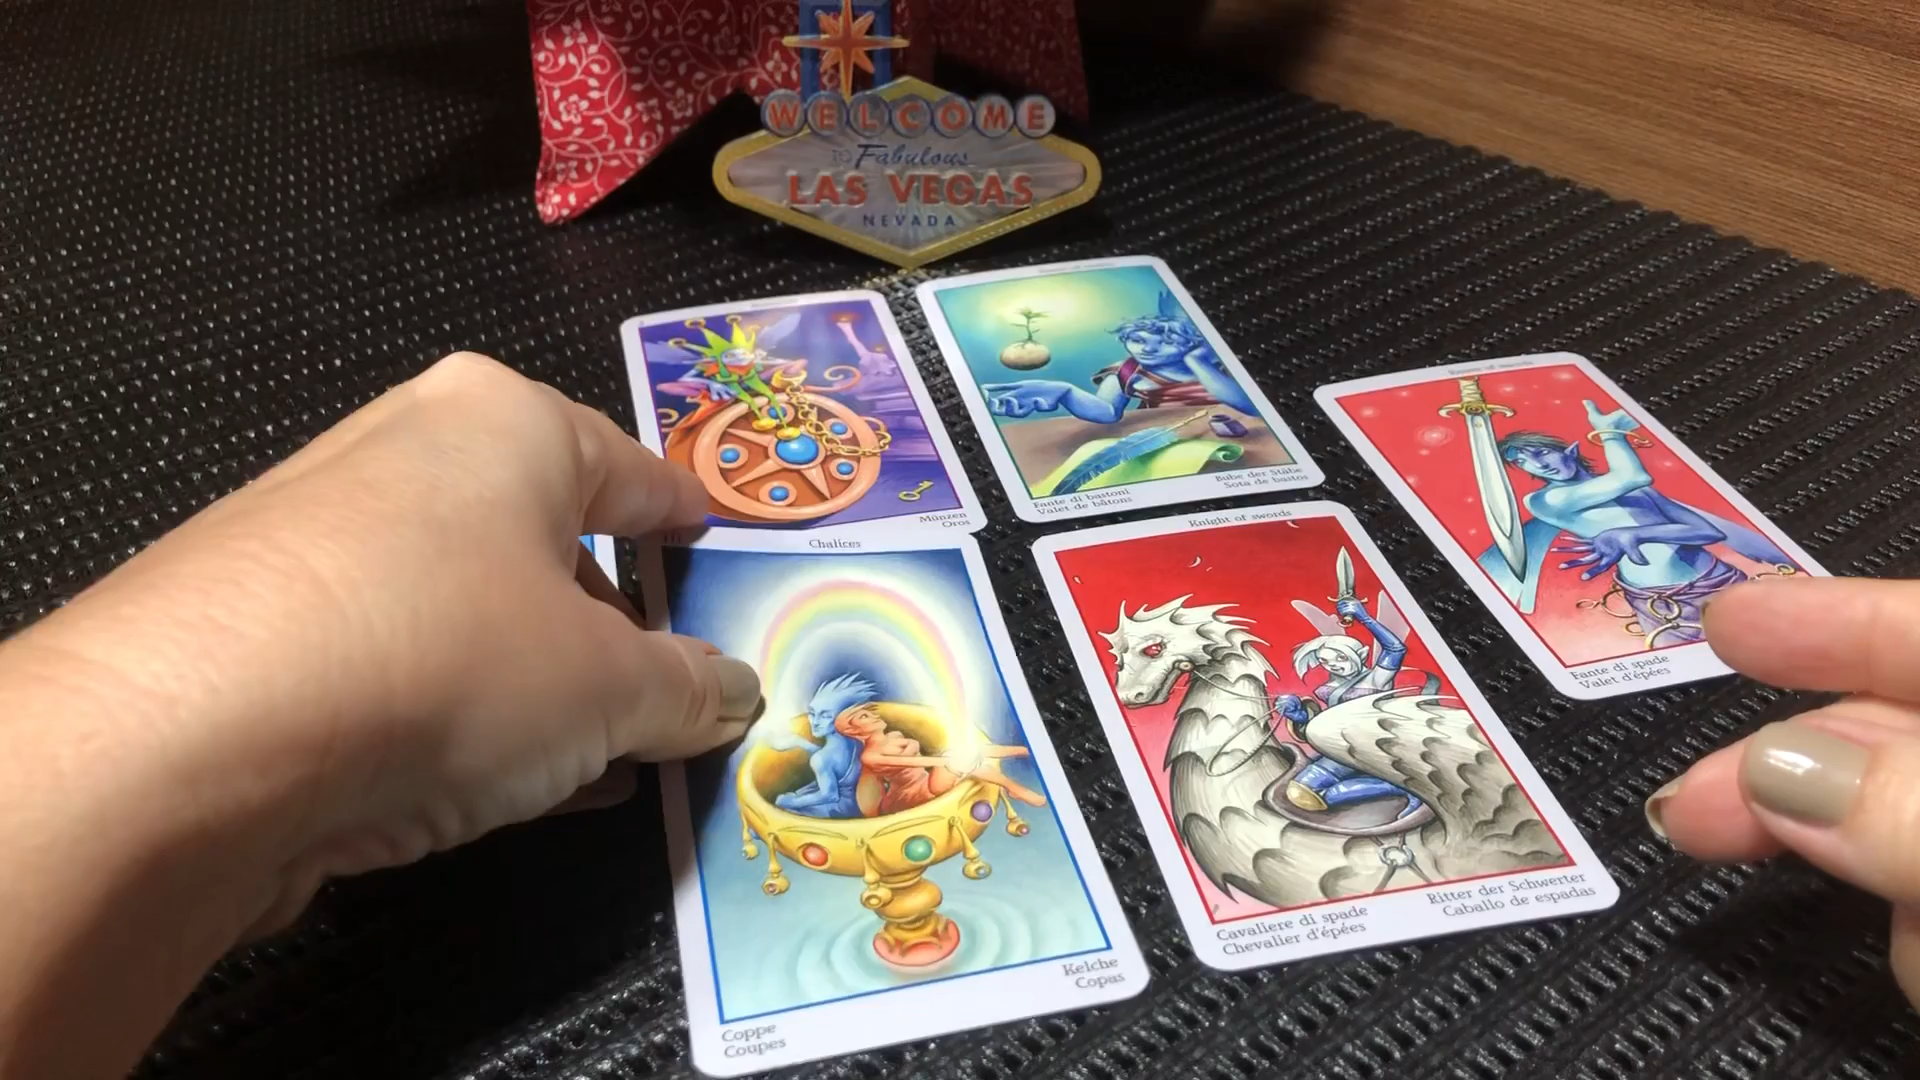 WELCOME
TO Fabulous
LAS VEGAS
NEVADA
Münzen
Oros
Fante di bastoni
Valet de bâtons
Bube der Stäbe
Sota de bastos
Fante di spade
Valet d'épées
Chalices
Coppe
Coupes
Kelche
Copas
Knight of swords
Cavaliere di spade
Chevalier d'épées
Ritter der Schwerter
Caballo de espadas